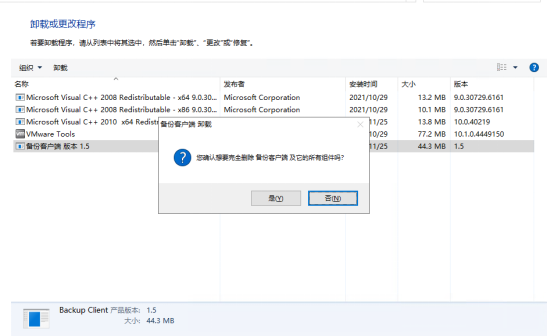 卸载或更改程序
若要卸载程序，请从列表中将其选中，然后单击“卸载”、“更改”或“修复”。
组织 卸载
名称 发布者 安装时间 大小 版本
Microsoft Visual C++ 2008 Redistributable - x64 9.0.30... Microsoft Corporation 2021/10/29 13.2 MB 9.0.30729.6161
Microsoft Visual C++ 2008 Redistributable - x86 9.0.30... Microsoft Corporation 2021/10/29 10.1 MB 9.0.30729.6161
Microsoft Visual C++ 2010 x64 Redistr 11/25 13.8 MB 10.0.40219
VMware Tools 10/29 77.2 MB 10.1.0.4449150
备份客户端 版本 1.5 11/25 44.3 MB 1.5
备份客户端 卸载
您确认想要完全删除 备份客户端 及它的所有组件吗?
是(Y) 否(N)
Backup Client 产品版本: 1.5
大小: 44.3 MB